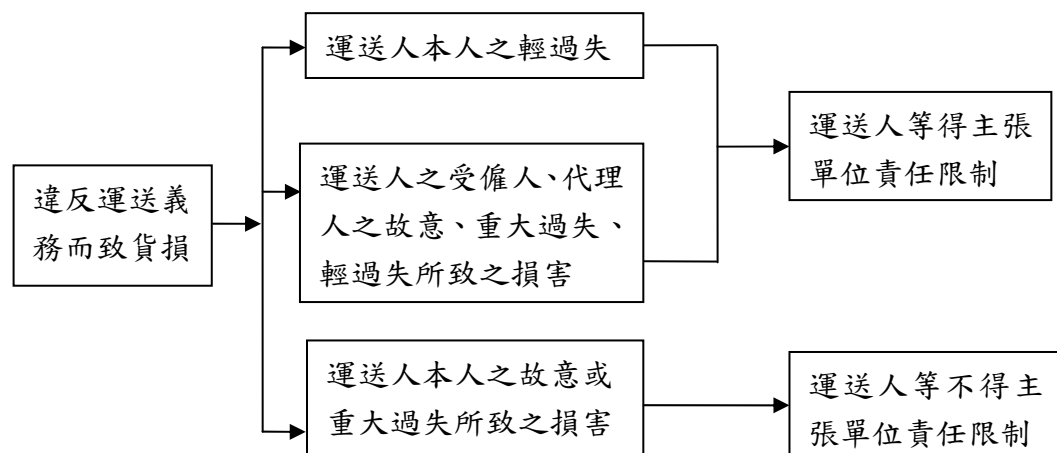 違反運送義
務而致貨損
運送人本人之輕過失
運送人之受僱人、代理
人之故意、重大過失、
輕過失所致之損害
運送人本人之故意或
重大過失所致之損害
運送人等得主張
單位責任限制
運送人等不得主
張單位責任限制